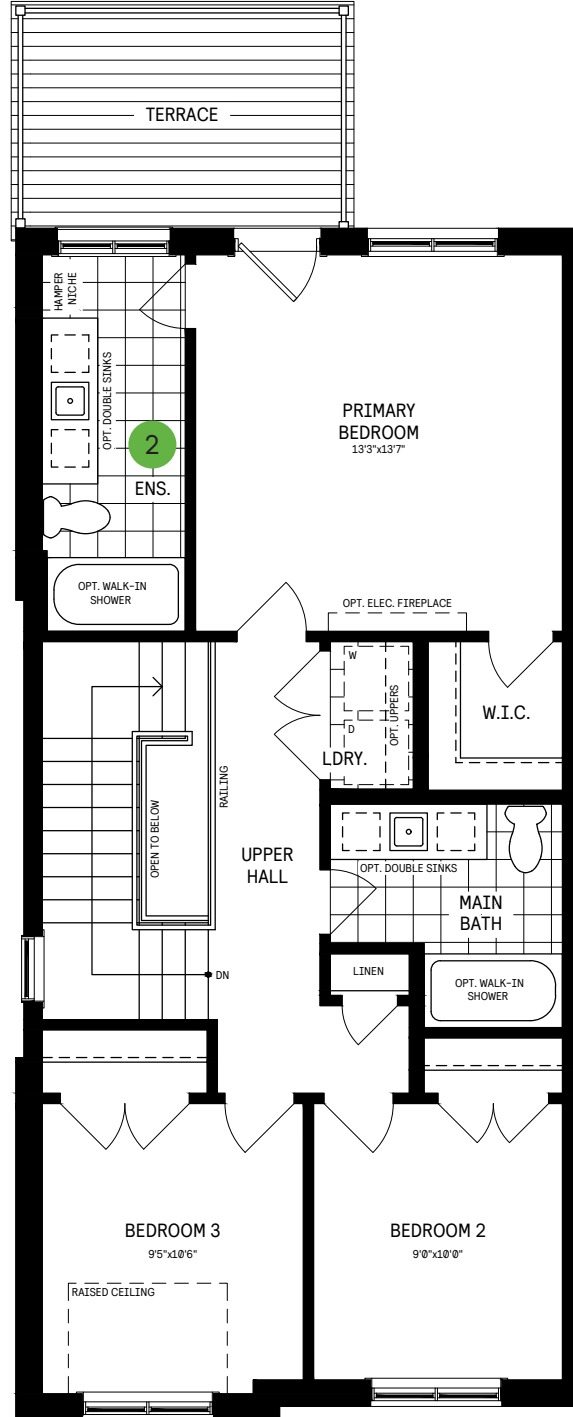 TERRACE
HAMPER
NICHE
OPT. DOUBLE SINKS
2
ENS.
PRIMARY
BEDROOM
13'3"x13'7"
OPT. WALK-IN
SHOWER
OPT. ELEC. FIREPLACE
W
D
OPT. UPPERS
LDRY.
W.I.C.
RAILING
OPEN TO BELOW
UPPER
HALL
OPT. DOUBLE SINKS
MAIN
BATH
DN
LINEN
OPT. WALK-IN
SHOWER
BEDROOM 3
9'5"x10'6"
BEDROOM 2
9'0"x10'0"
RAISED CEILING